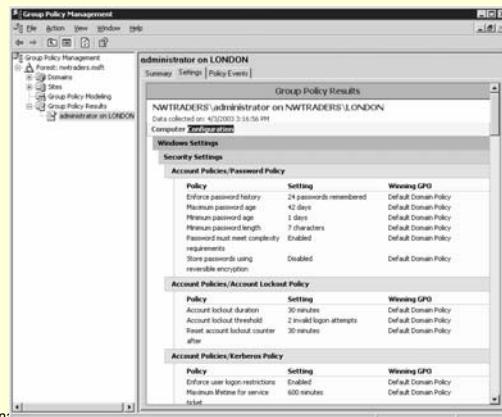 Group Policy Management
File Action View Window Help
Group Policy Management
Forest: nwtraders.msft
Domains
Sites
Group Policy Modeling
Group Policy Results
administrator on LONDON
administrator on LONDON
Summary Settings Policy Events
Group Policy Results
NWTRADERS\administrator on NWTRADERS\LONDON
Data collected on: 4/3/2003 3:16:56 PM
Computer Configuration
Windows Settings
Security Settings
Account Policies/Password Policy
Policy Setting Winning GPO
Enforce password history 24 passwords remembered Default Domain Policy
Maximum password age 42 days Default Domain Policy
Minimum password age 1 days Default Domain Policy
Minimum password length 7 characters Default Domain Policy
Password must meet complexity Enabled Default Domain Policy
requirements
Store passwords using Disabled Default Domain Policy
reversible encryption
Account Policies/Account Lockout Policy
Policy Setting Winning GPO
Account lockout duration 30 minutes Default Domain Policy
Account lockout threshold 2 invalid logon attempts Default Domain Policy
Reset account lockout counter 30 minutes Default Domain Policy
after
Account Policies/Kerberos Policy
Policy Setting Winning GPO
Enforce user logon restrictions Enabled Default Domain Policy
Maximum lifetime for service 600 minutes Default Domain Policy
ticket